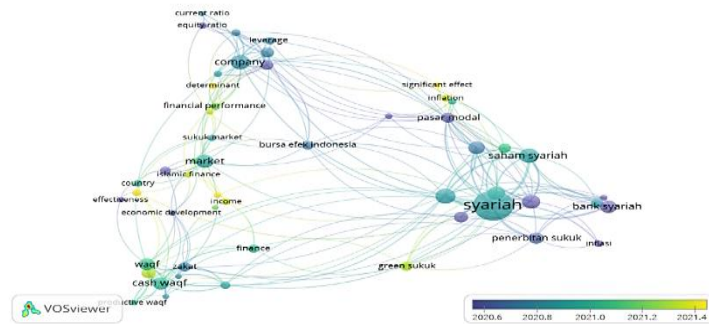 current ratio
equity ratio
leverage
company
determinant
significant effect
inflation
financial performance
pasar modal
sukuk market
bursa efek indonesia
saham syariah
market
islamic finance
country
effectiveness
income
syariah
bank syariah
economic development
penerbitan sukuk
inflasi
finance
waqf
zakat
green sukuk
cash waqf
productive waqf
VOSviewer
2020.6 2020.8 2021.0 2021.2 2021.4